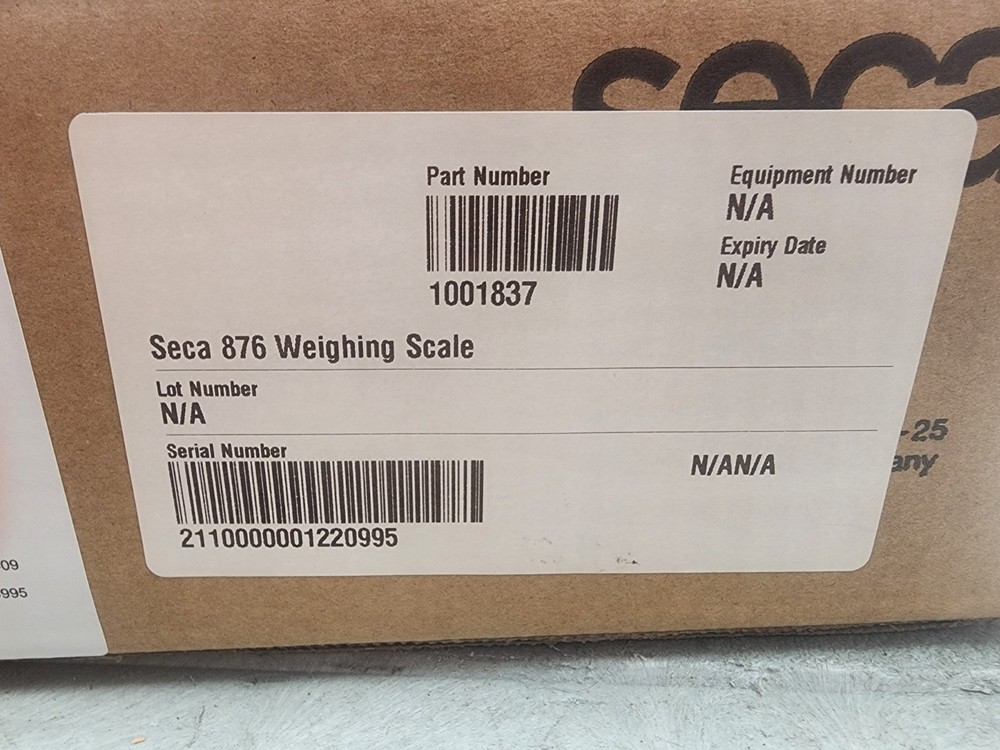 seca
Part Number
1001837
Equipment Number
N/A
Expiry Date
N/A
Seca 876 Weighing Scale
Lot Number
N/A
Serial Number
2110000001220995
N/AN/A
-25
any
09
995